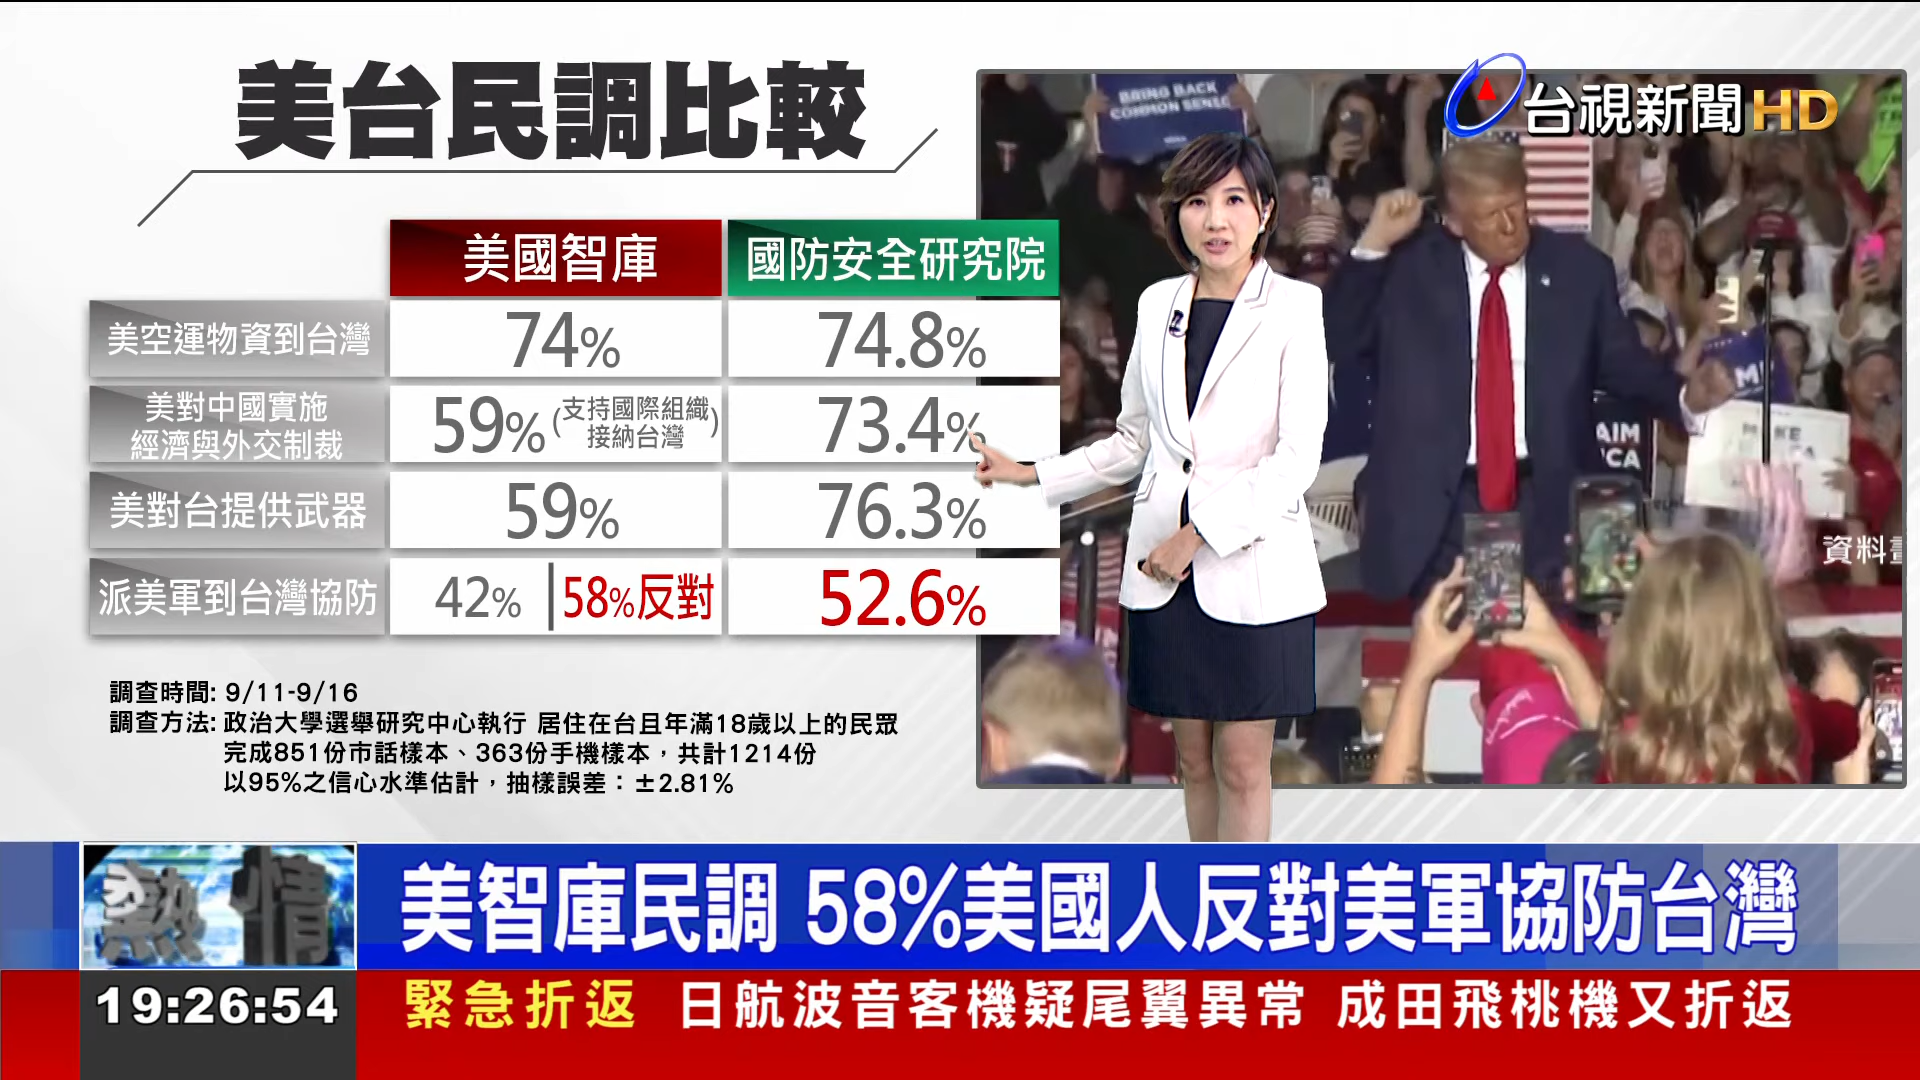 美台民調比較
台視新聞HD
BRING BACK
COMMON SENSE
美國智庫 國防安全研究院
美空運物資到台灣 74% 74.8%
美對中國實施
經濟與外交制裁 59% (支持國際組織
接納台灣) 73.4%
美對台提供武器 59% 76.3%
派美軍到台灣協防 42% 58%反對 52.6%
資料
調查時間: 9/11-9/16
調查方法: 政治大學選舉研究中心執行 居住在台且年滿18歲以上的民眾
完成851份市話樣本、363份手機樣本，共計1214份
以95%之信心水準估計，抽樣誤差：±2.81%
熱情
美智庫民調 58%美國人反對美軍協防台灣
19:26:54
緊急折返 日航波音客機疑尾翼異常 成田飛桃機又折返